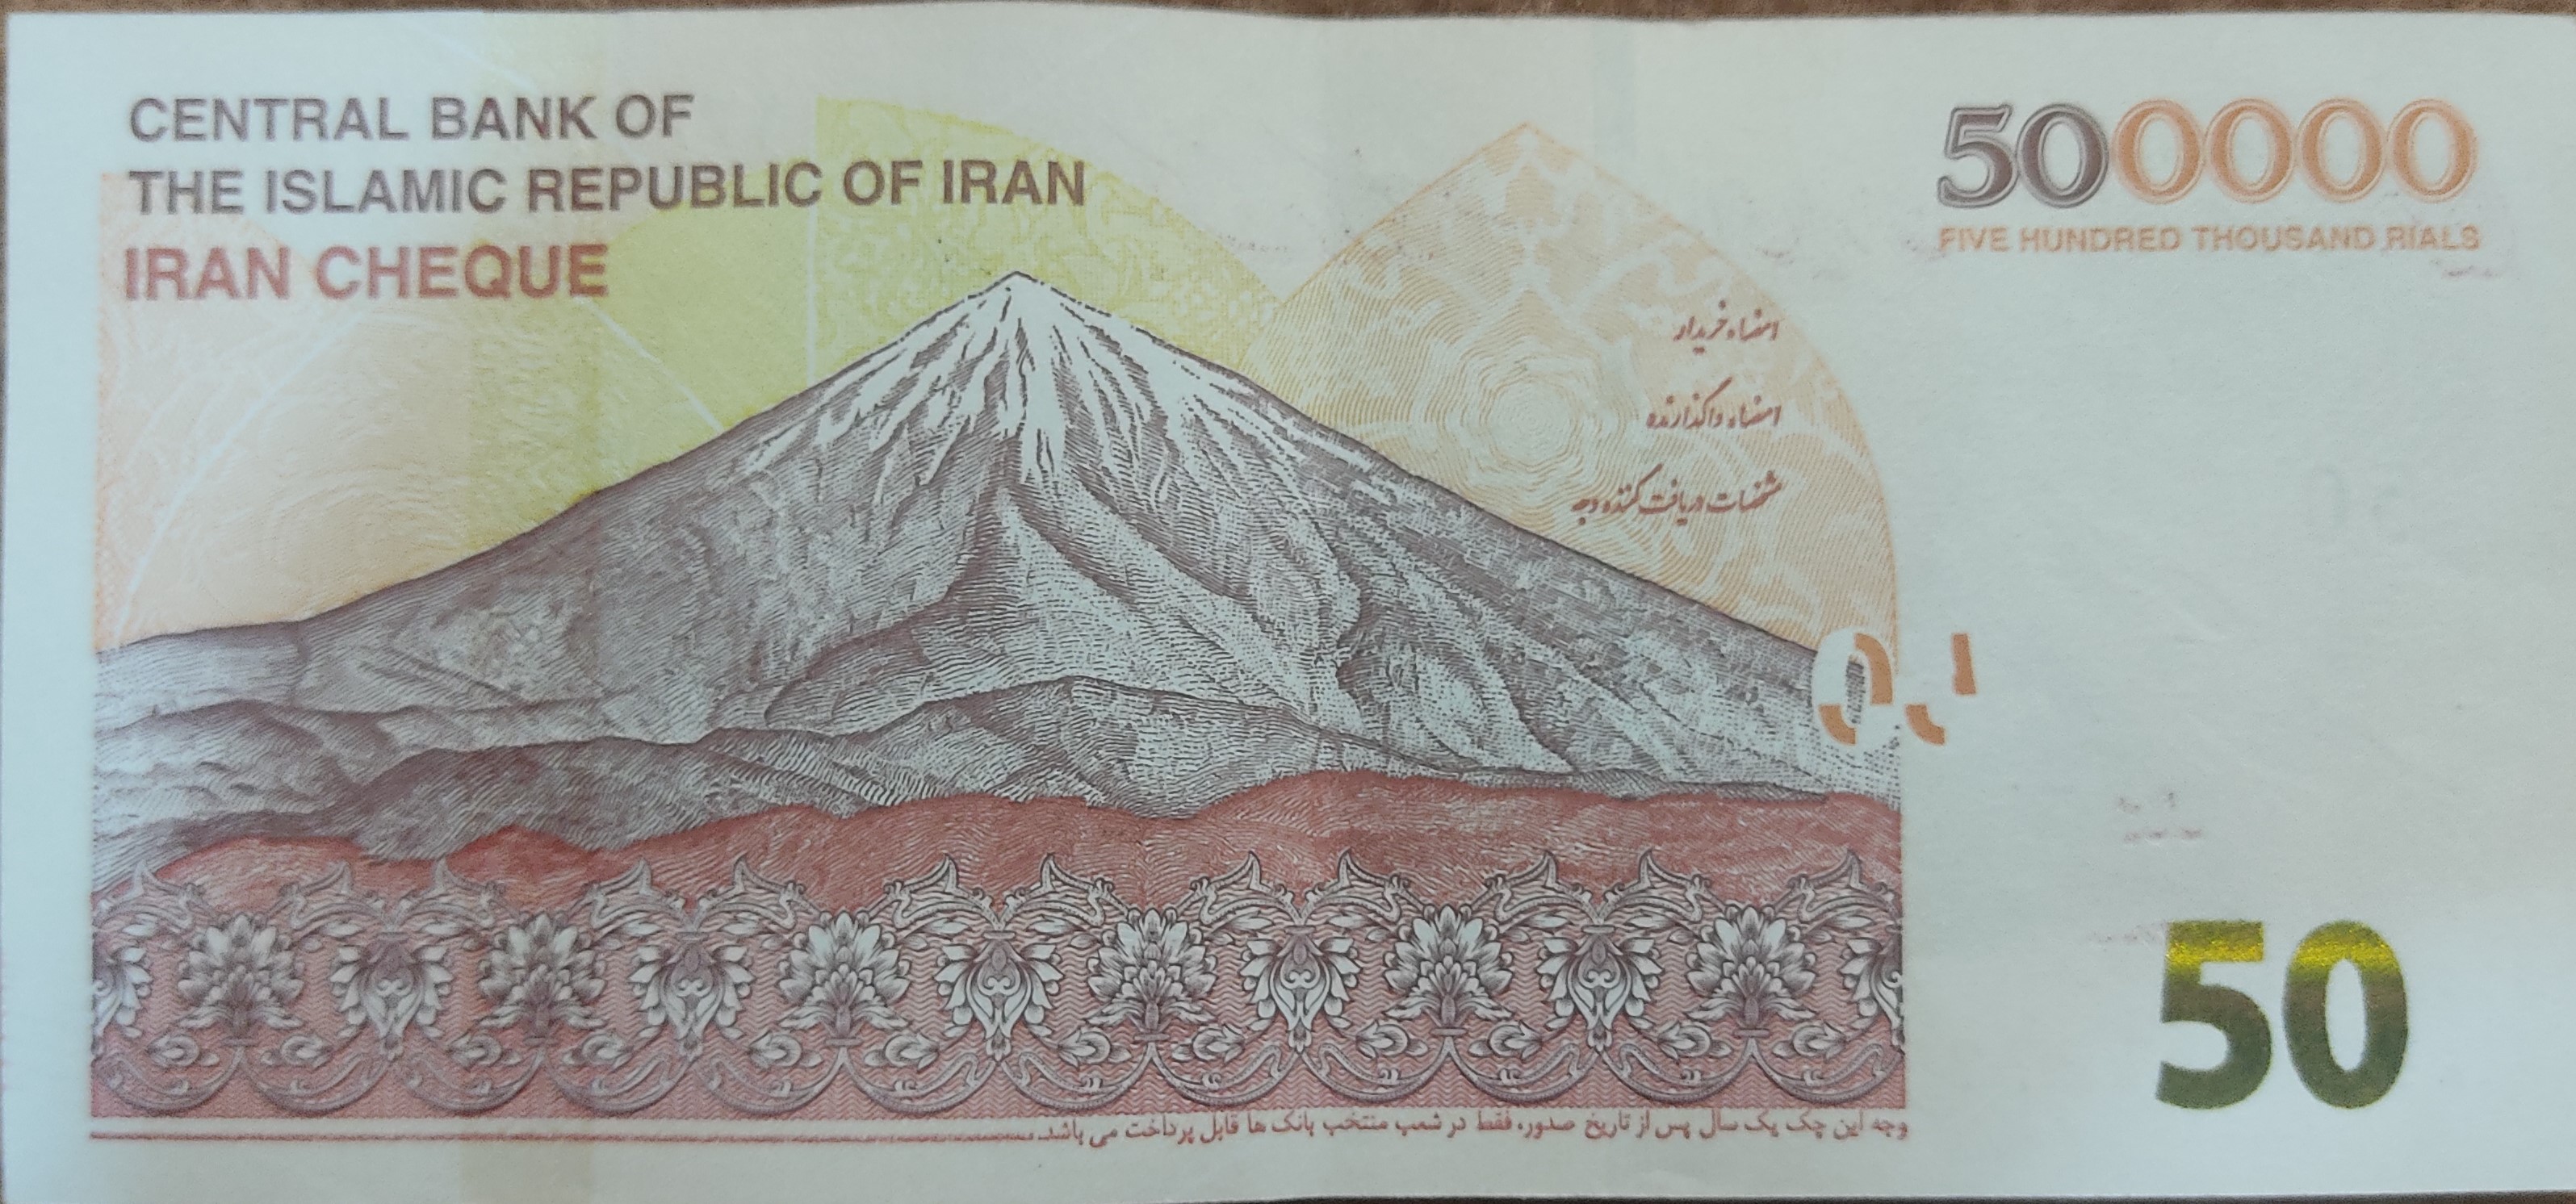 CENTRAL BANK OF
THE ISLAMIC REPUBLIC OF IRAN
IRAN CHEQUE
500000
FIVE HUNDRED THOUSAND RIALS
امضاء خریدار
امضاء واگذارنده
مشخصات دریافت کننده وجه
50
وجه این چک یک سال پس از تاریخ صدور، فقط در شعب منتخب بانک ها قابل پرداخت می باشد.